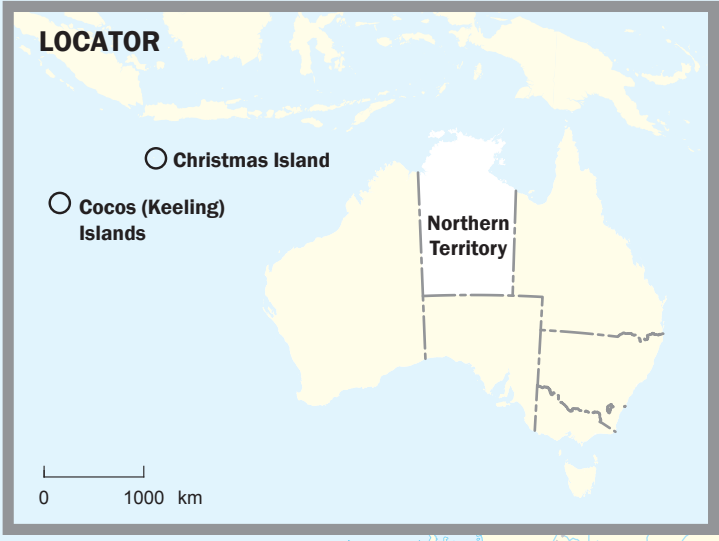 LOCATOR
Christmas Island
Cocos (Keeling)
Islands
Northern
Territory
0 1000 km